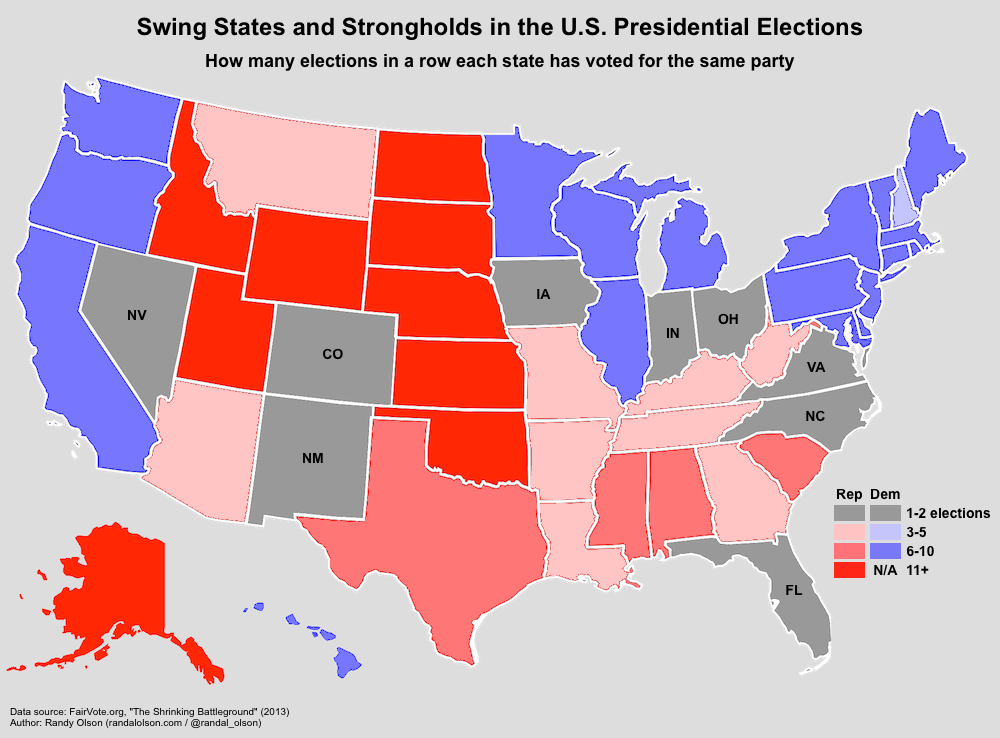 Swing States and Strongholds in the U.S. Presidential Elections
How many elections in a row each state has voted for the same party
IA
NV
IN
OH
CO
VA
NC
NM
Rep Dem
1-2 elections
3-5
6-10
N/A 11+
FL
Data source: FairVote.org, "The Shrinking Battleground" (2013)
Author: Randy Olson (randalolson.com / @randal_olson)